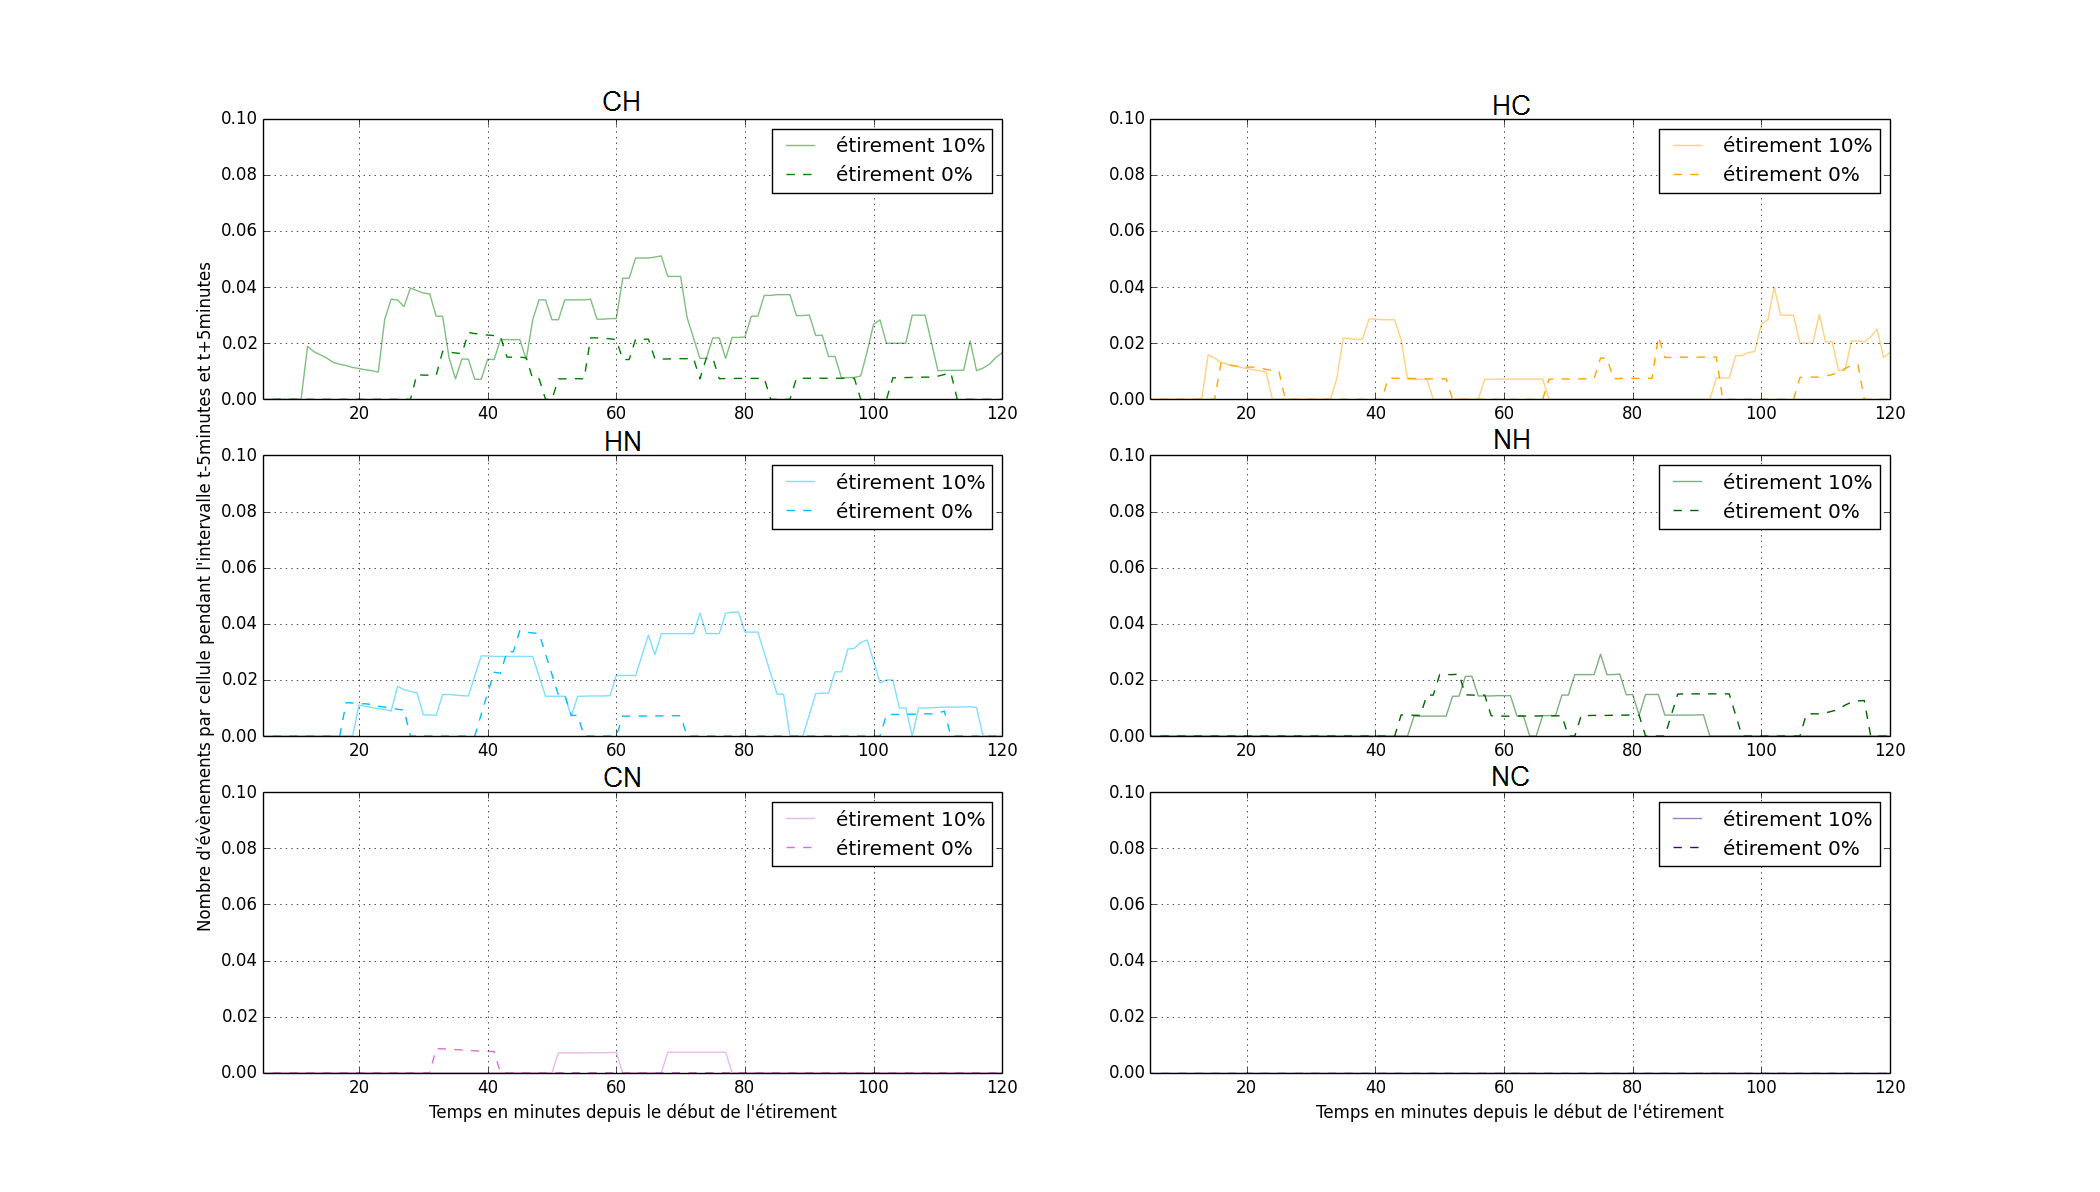 Nombre d'évènements par cellule pendant l'intervalle t-5minutes et t+5minutes
CH
0.10
0.08
0.06
0.04
0.02
0.00
20 40 60 80 100 120
étirement 10%
étirement 0%
HC
0.10
0.08
0.06
0.04
0.02
0.00
20 40 60 80 100 120
étirement 10%
étirement 0%
HN
0.10
0.08
0.06
0.04
0.02
0.00
20 40 60 80 100 120
étirement 10%
étirement 0%
NH
0.10
0.08
0.06
0.04
0.02
0.00
20 40 60 80 100 120
étirement 10%
étirement 0%
CN
0.10
0.08
0.06
0.04
0.02
0.00
20 40 60 80 100 120
étirement 10%
étirement 0%
Temps en minutes depuis le début de l'étirement
NC
0.10
0.08
0.06
0.04
0.02
0.00
20 40 60 80 100 120
étirement 10%
étirement 0%
Temps en minutes depuis le début de l'étirement